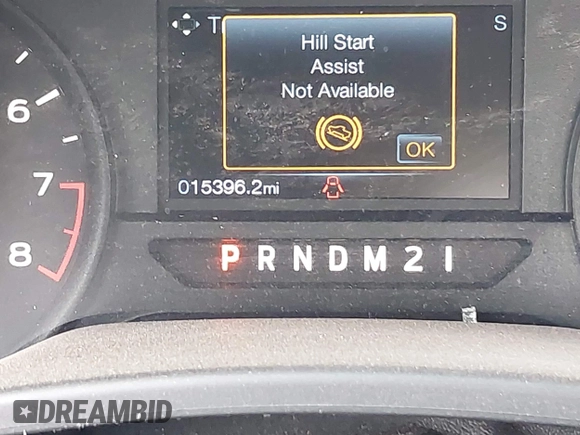 T S
Hill Start
Assist
Not Available
OK
6
7
8
015396.2mi
P R N D M 2 1
DREAMBID